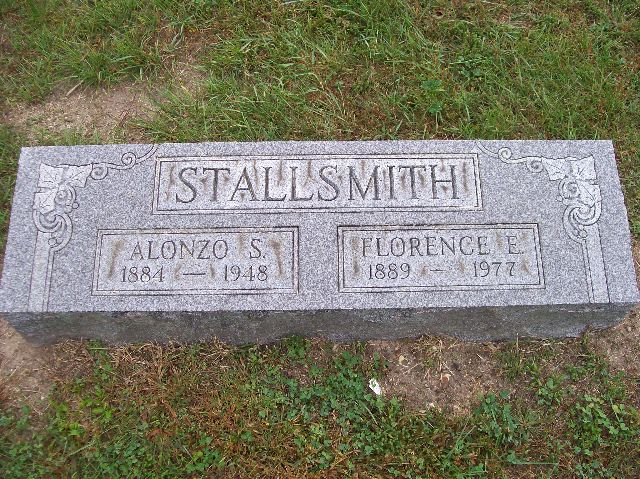 STALLSMITH
ALONZO S.
1884 — 1948
FLORENCE E.
1889 — 1977